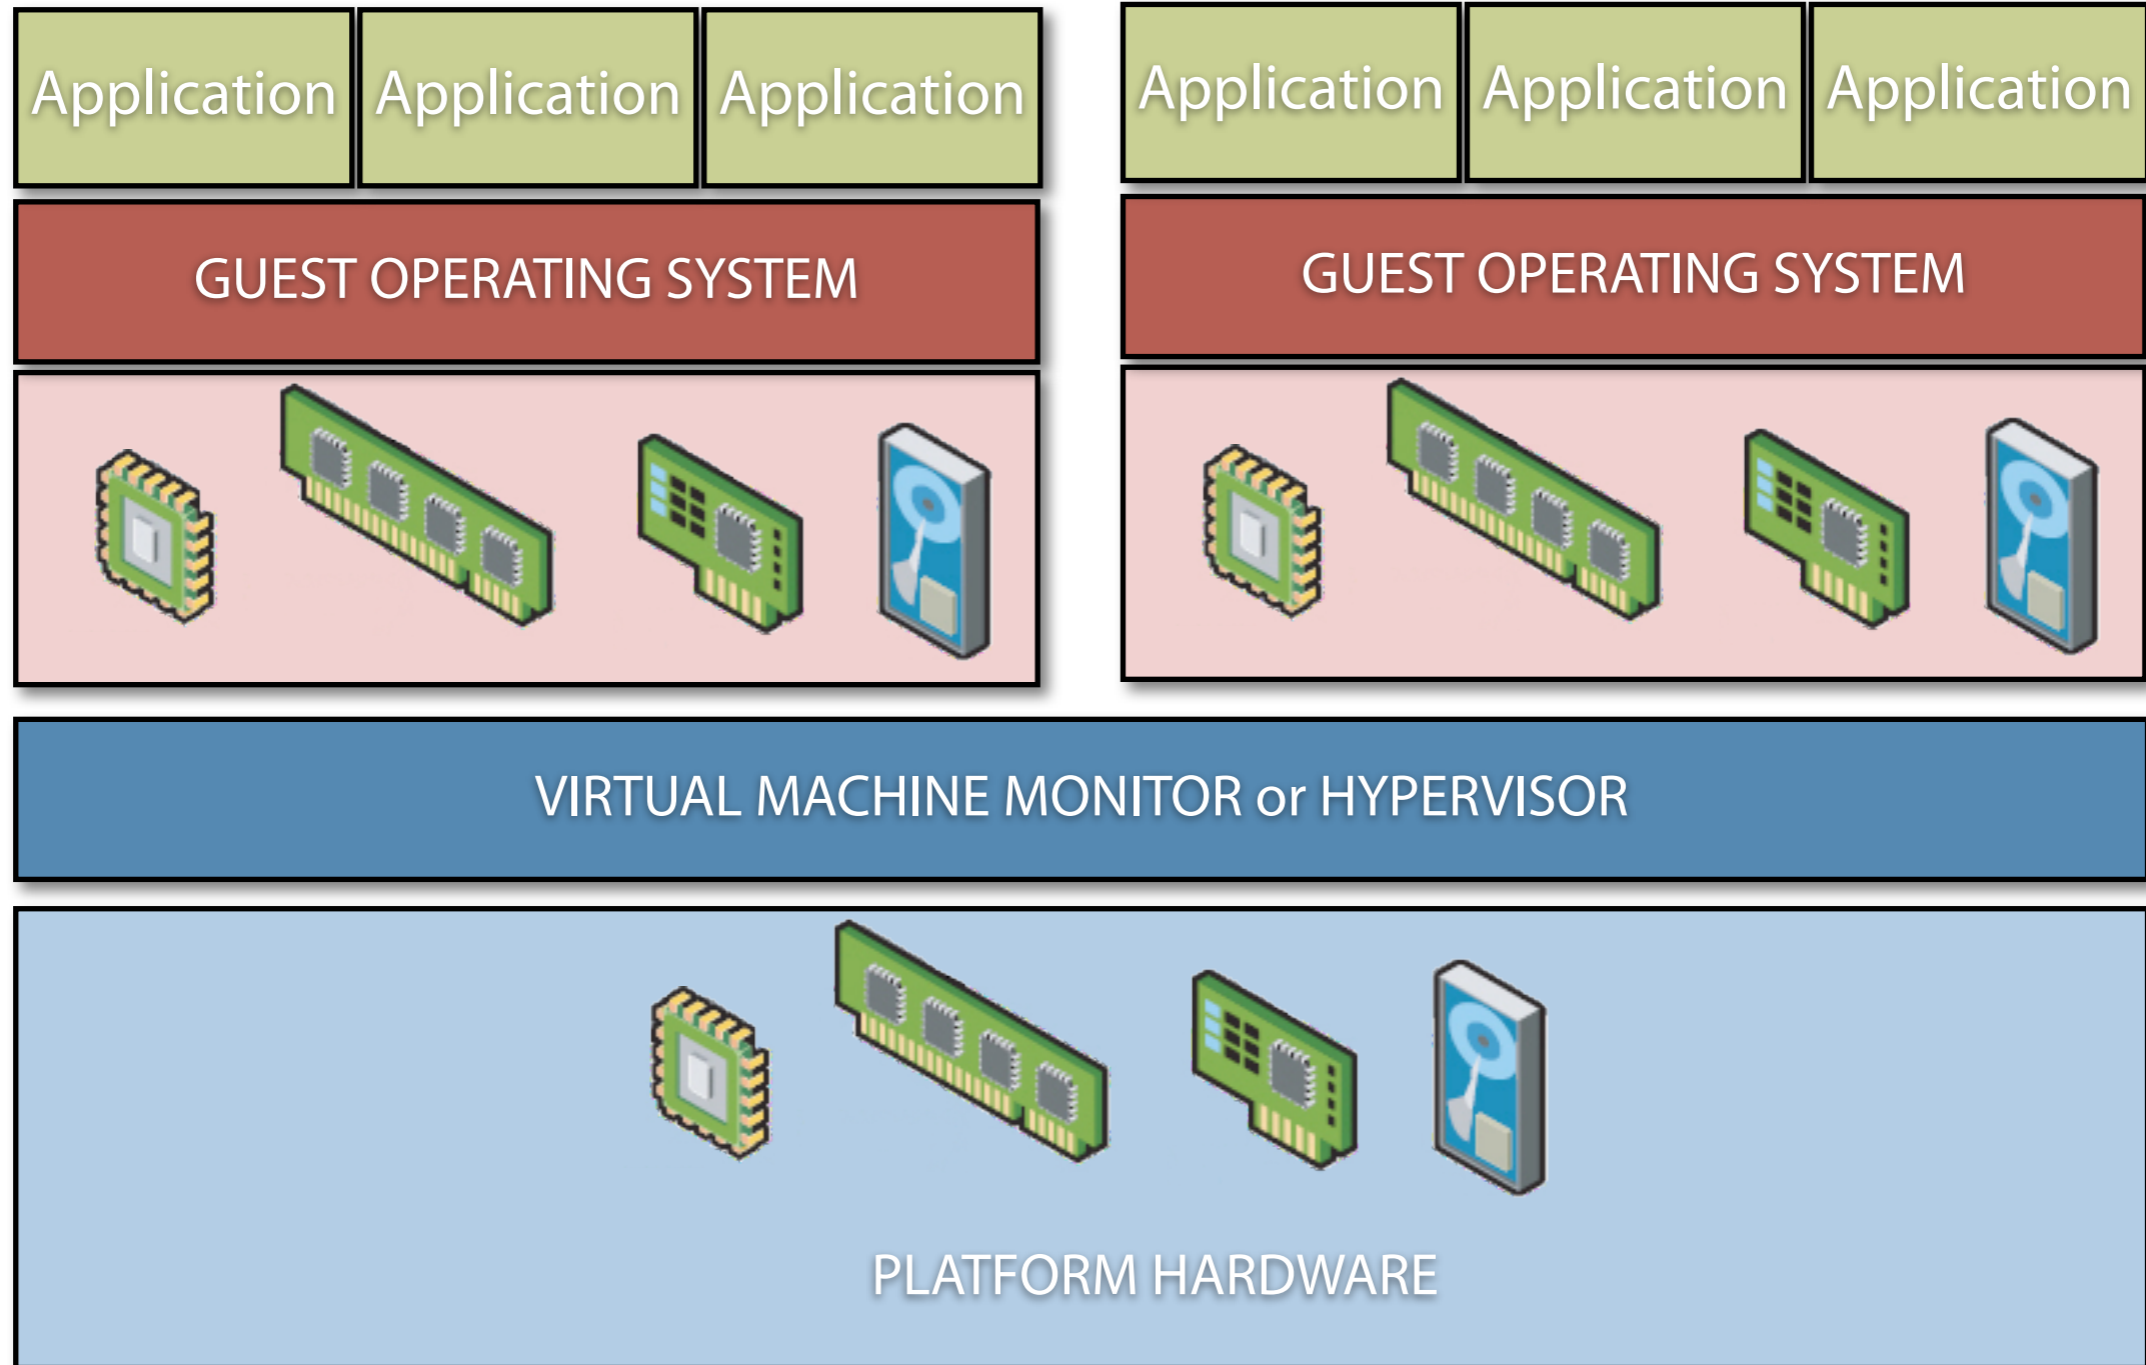 Application Application Application Application Application Application
GUEST OPERATING SYSTEM GUEST OPERATING SYSTEM
VIRTUAL MACHINE MONITOR or HYPERVISOR
PLATFORM HARDWARE